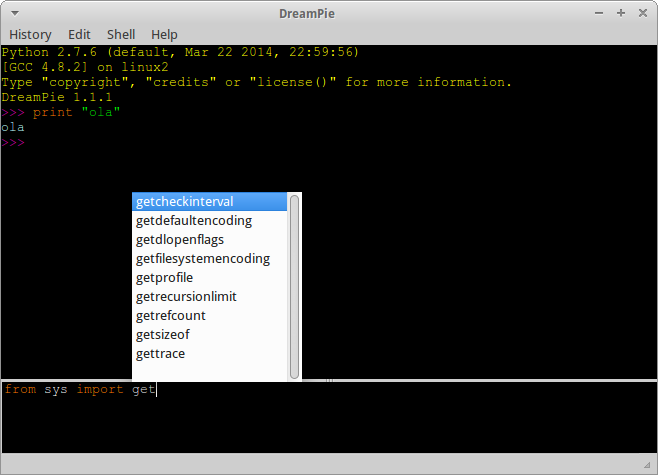 DreamPie
History Edit Shell Help
Python 2.7.6 (default, Mar 22 2014, 22:59:56)
[GCC 4.8.2] on linux2
Type "copyright", "credits" or "license()" for more information.
DreamPie 1.1.1
>>> print "ola"
ola
>>>
getcheckinterval
getdefaultencoding
getdlopenflags
getfilesystemencoding
getprofile
getrecursionlimit
getrefcount
getsizeof
gettrace
from sys import get